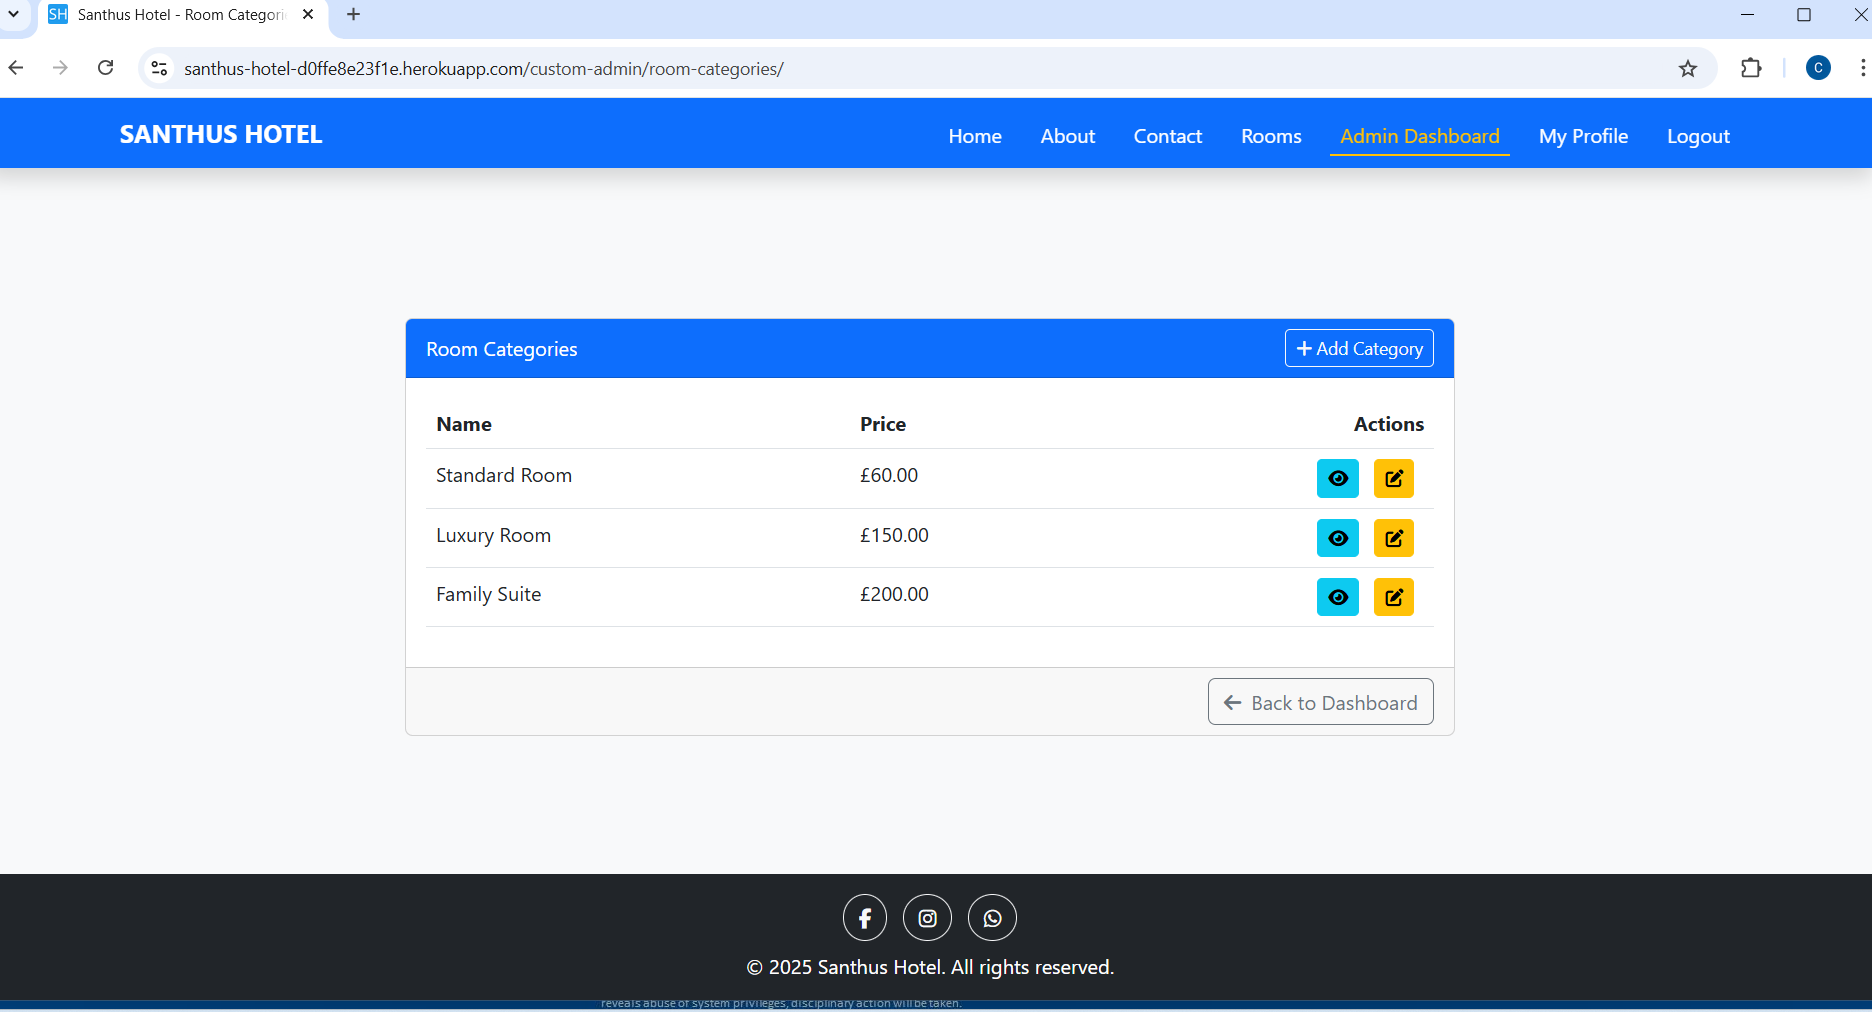 SH Santhus Hotel - Room Categori
santhus-hotel-d0ffe8e23f1e.herokuapp.com/custom-admin/room-categories/
C
SANTHUS HOTEL
Home About Contact Rooms Admin Dashboard My Profile Logout
Room Categories
Add Category
Name Price Actions
Standard Room £60.00
Luxury Room £150.00
Family Suite £200.00
Back to Dashboard
© 2025 Santhus Hotel. All rights reserved.
reveals abuse of system privileges, disciplinary action will be taken.